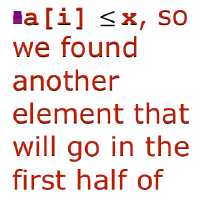 a[i] ≤x, so
we found
another
element that
will go in the
first half of